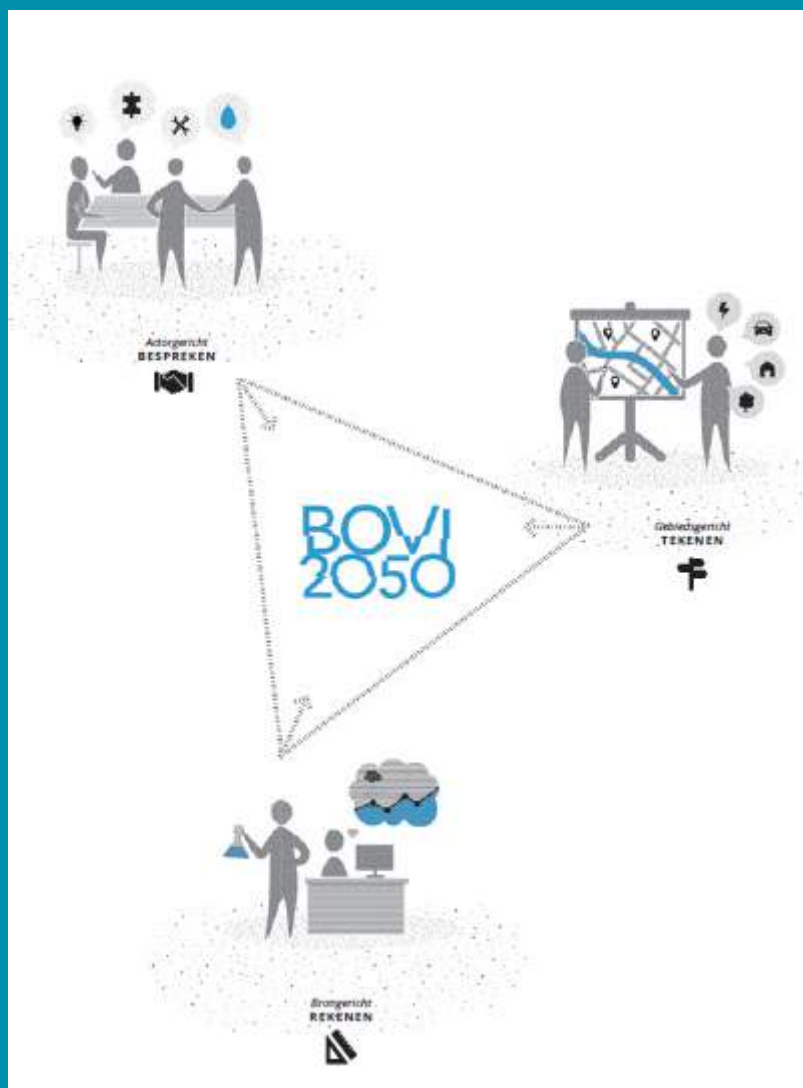 Actorgericht
BESPREKEN
BOVI
2050
Gebiedsgericht
TEKENEN
Brongericht
REKENEN